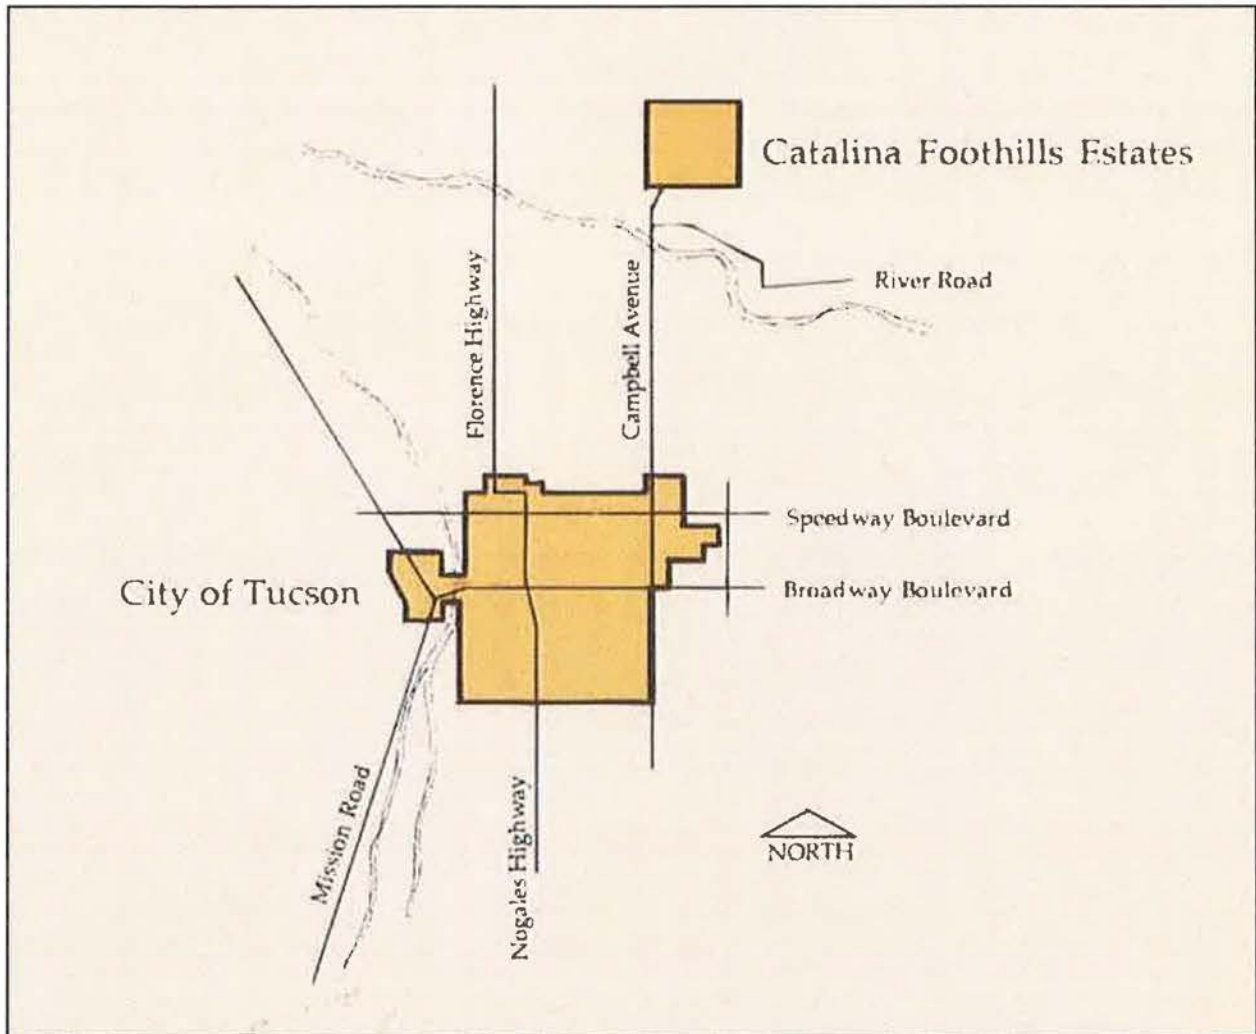 Catalina Foothills Estates
Florence Highway
Campbell Avenue
River Road
Speedway Boulevard
City of Tucson
Broadway Boulevard
Mission Road
Nogales Highway
NORTH